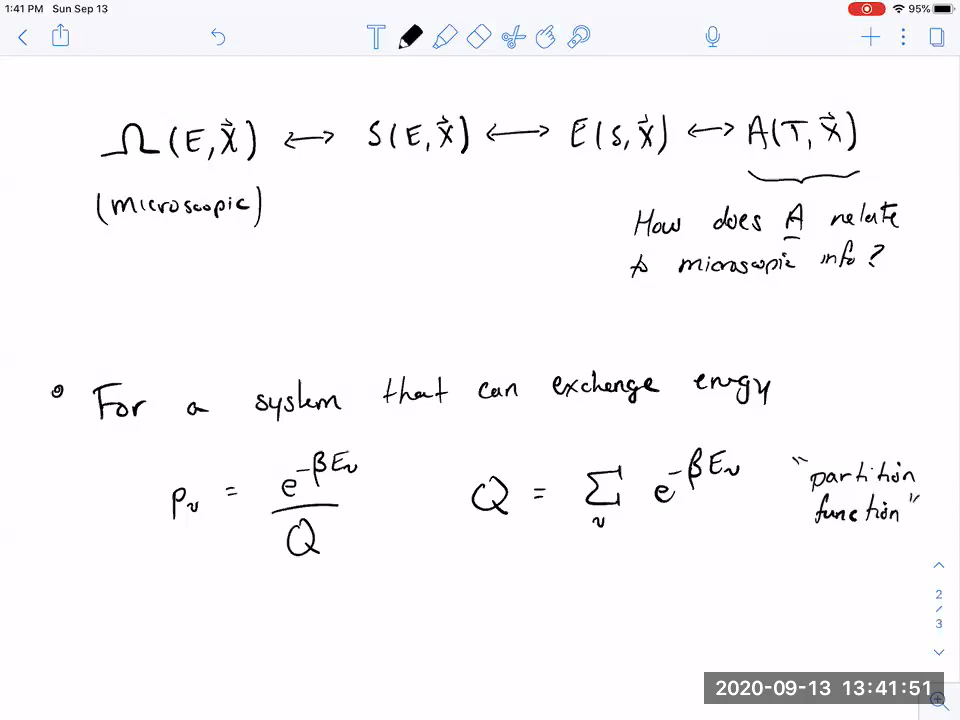 1:41 PM Sun Sep 13
95%
Ω(E, X⃗) ⟷ S(E, X⃗) ⟷ E(S, X⃗) ⟷ A(T, X⃗)
(microscopic)
How does A relate
to microscopic info?
• For a system that can exchange energy
p_ν = e^{-βE_ν} / Q
Q = Σ_ν e^{-βE_ν}
"partition
function"
2
/
3
2020-09-13 13:41:51